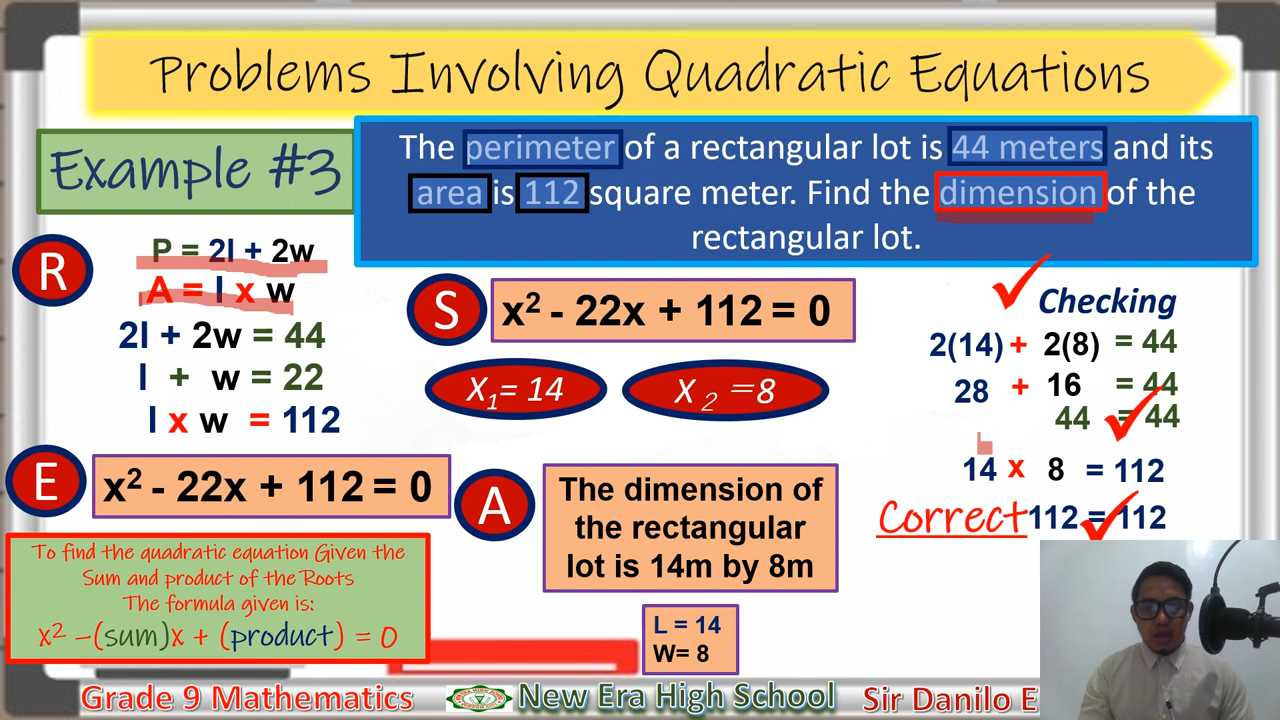 Problems Involving Quadratic Equations
Example #3
The perimeter of a rectangular lot is 44 meters and its
area is 112 square meter. Find the dimension of the
rectangular lot.
R
P = 2l + 2w
A = l x w
2l + 2w = 44
l + w = 22
l x w = 112
E
x² - 22x + 112 = 0
To find the quadratic equation Given the
Sum and product of the Roots
The formula given is:
x² –(sum)x + (product) = 0
S
x² - 22x + 112 = 0
X₁= 14
X ₂ =8
A
The dimension of
the rectangular
lot is 14m by 8m
L = 14
W= 8
Checking
2(14) + 2(8) = 44
28 + 16 = 44
44 = 44
14 x 8 = 112
Correct 112 = 112
Grade 9 Mathematics New Era High School Sir Danilo E